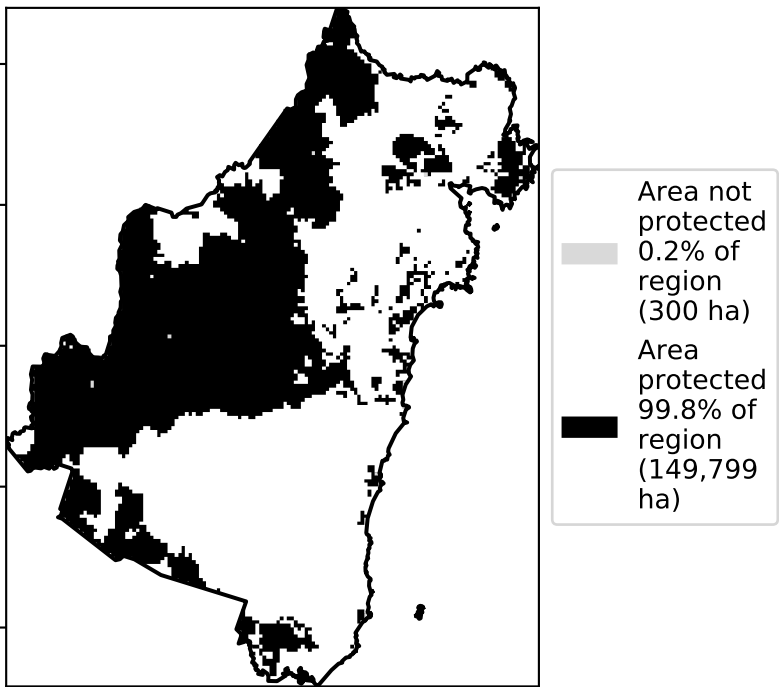 Area not
protected
0.2% of
region
(300 ha)
Area
protected
99.8% of
region
(149,799
ha)